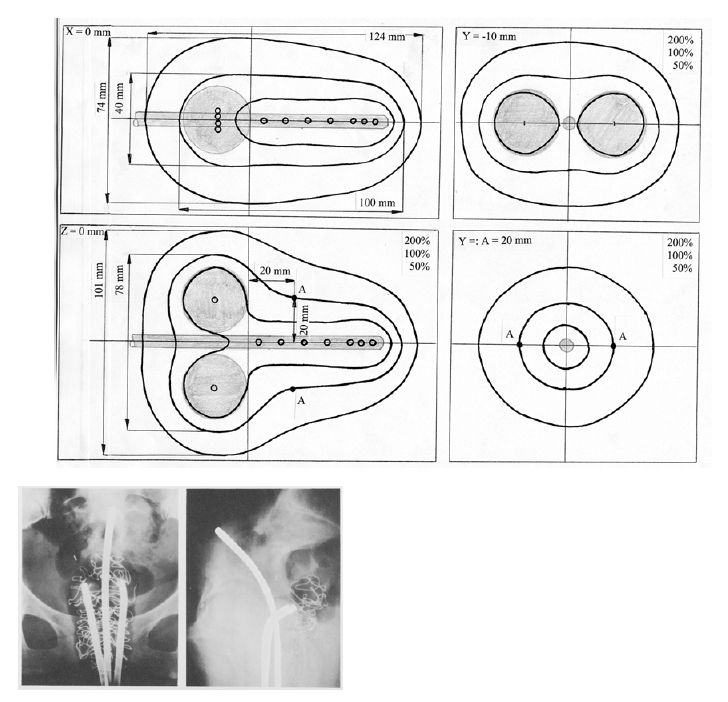 X = 0 mm
124 mm
74 mm
40 mm
100 mm
Y = -10 mm
200%
100%
50%
Z = 0 mm
200%
100%
50%
101 mm
78 mm
20 mm
A
20 mm
A
Y =: A = 20 mm
200%
100%
50%
A
A